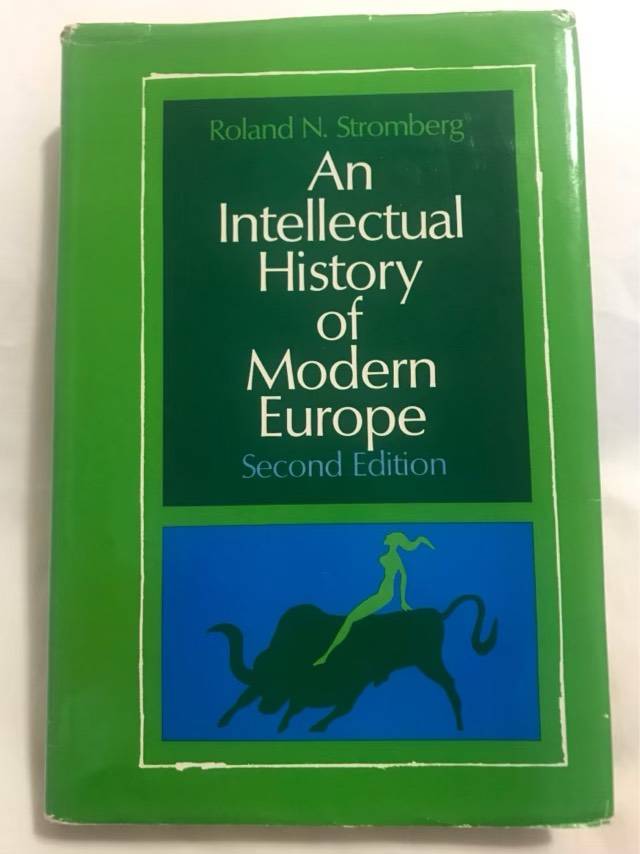 Roland N. Stromberg
An
Intellectual
History
of
Modern
Europe
Second Edition